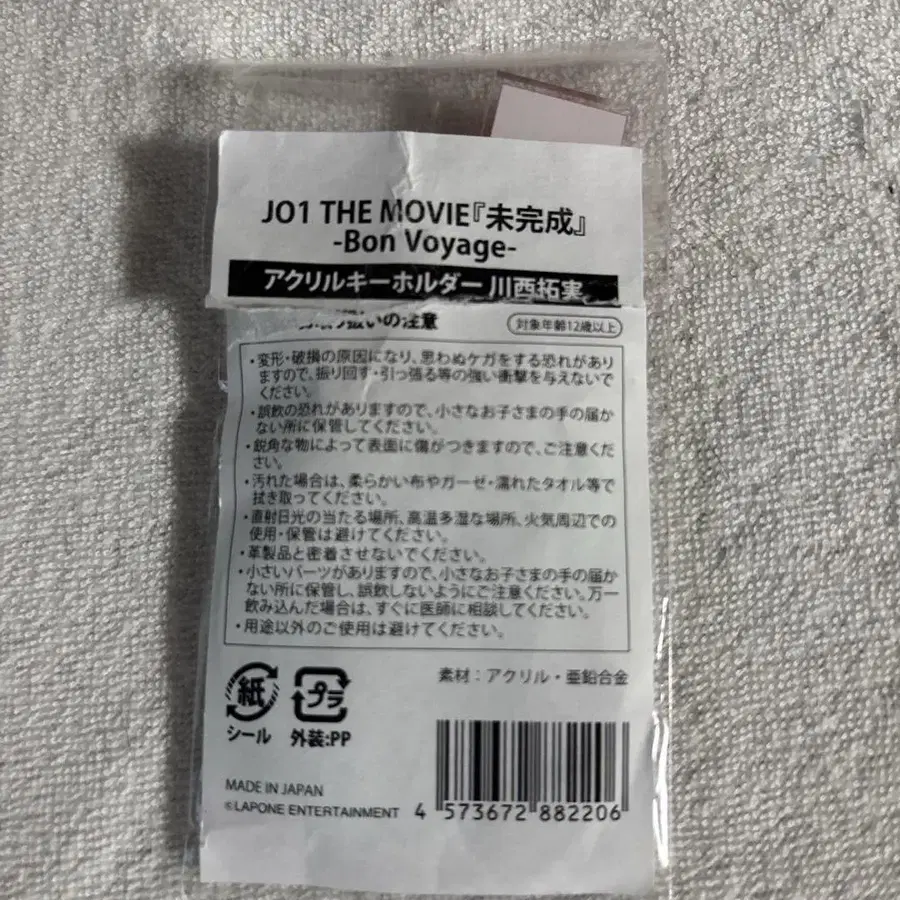 JO1 THE MOVIE『未完成』
-Bon Voyage-
アクリルキーホルダー 川西拓実
扱いの注意
対象年齢12歳以上
・変形・破損の原因になり、思わぬケガをする恐れがあり
ますので、振り回す・引っ張る等の強い衝撃を与えないで
ください。
・誤飲の恐れがありますので、小さなお子さまの手の届か
ない所に保管してください。
・鋭角な物によって表面に傷がつきますので、ご注意くだ
さい。
・汚れた場合は、柔らかい布やガーゼ・濡れたタオル等で
拭き取ってください。
・直射日光の当たる場所、高温多湿な場所、火気周辺での
使用・保管は避けてください。
・革製品と密着させないでください。
・小さいパーツがありますので、小さなお子さまの手の届か
ない所に保管し、誤飲しないようにご注意ください。万一
飲み込んだ場合は、すぐに医師に相談してください。
・用途以外のご使用は避けてください。
素材：アクリル・亜鉛合金
紙 プラ
シール 外装:PP
MADE IN JAPAN
©LAPONE ENTERTAINMENT
4 573672 882206